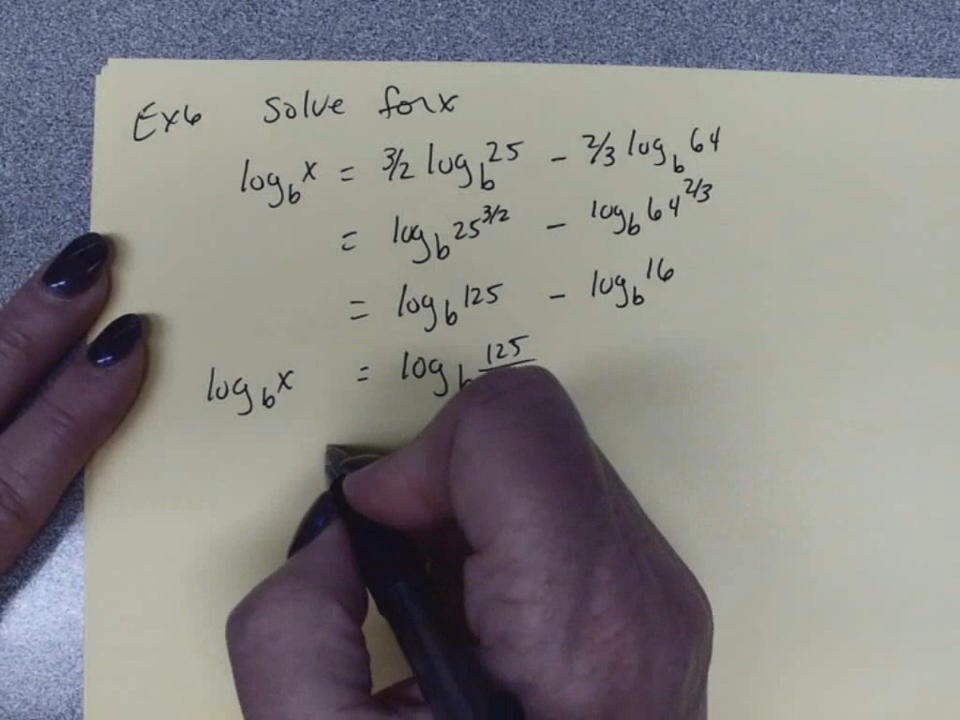 Ex6 Solve for x
log_b x = 3/2 log_b 25 - 2/3 log_b 64
= log_b 25^{3/2} - log_b 64^{2/3}
= log_b 125 - log_b 16
log_b x = log_b 125